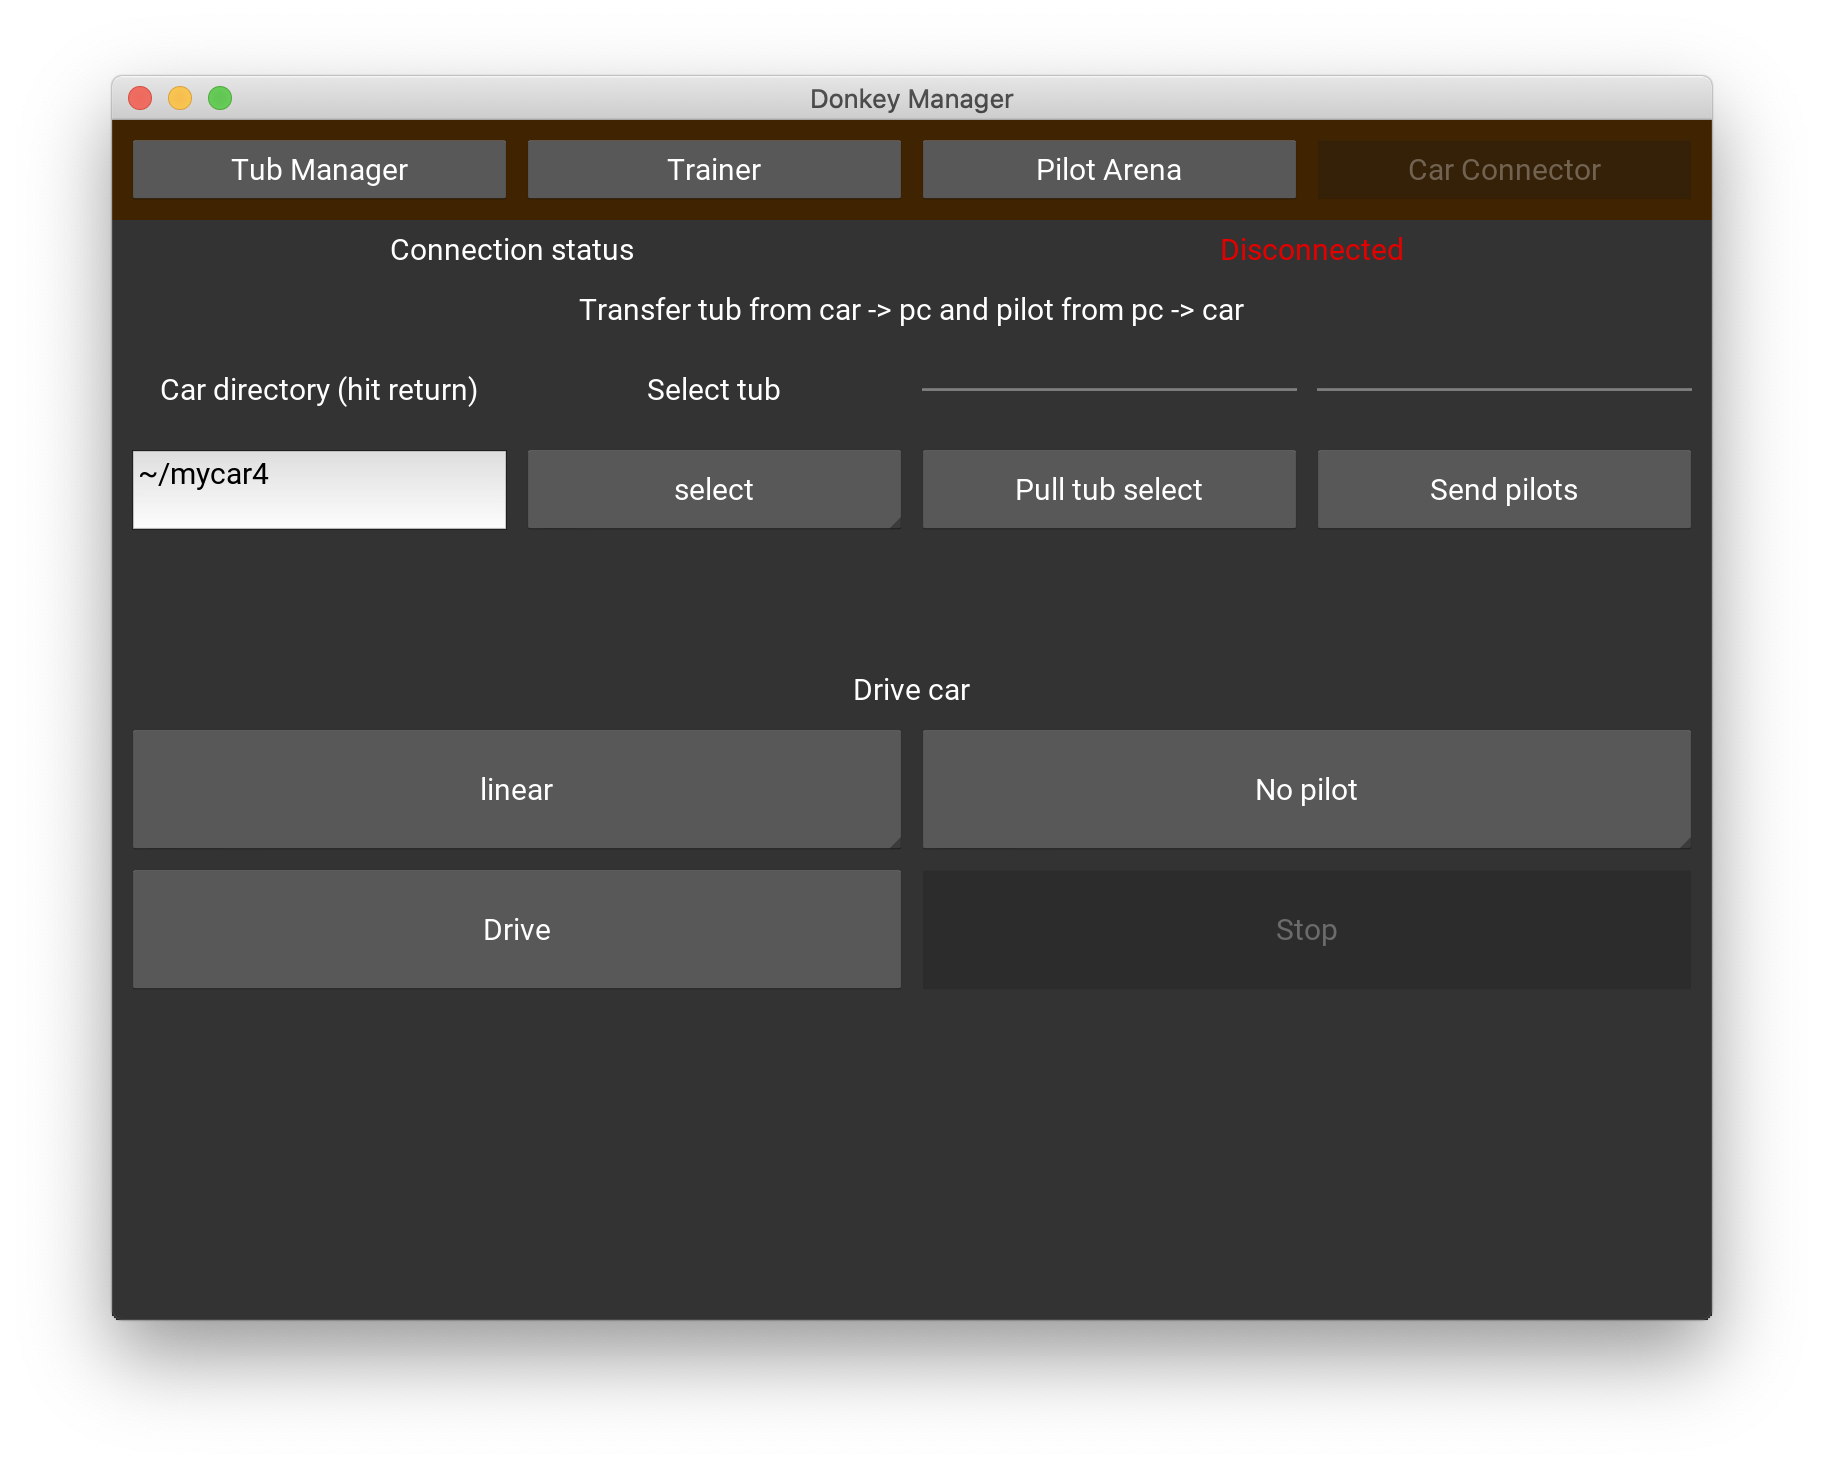 Donkey Manager
Tub Manager Trainer Pilot Arena Car Connector
Connection status Disconnected
Transfer tub from car -> pc and pilot from pc -> car
Car directory (hit return) Select tub
~/mycar4 select Pull tub select Send pilots
Drive car
linear No pilot
Drive Stop